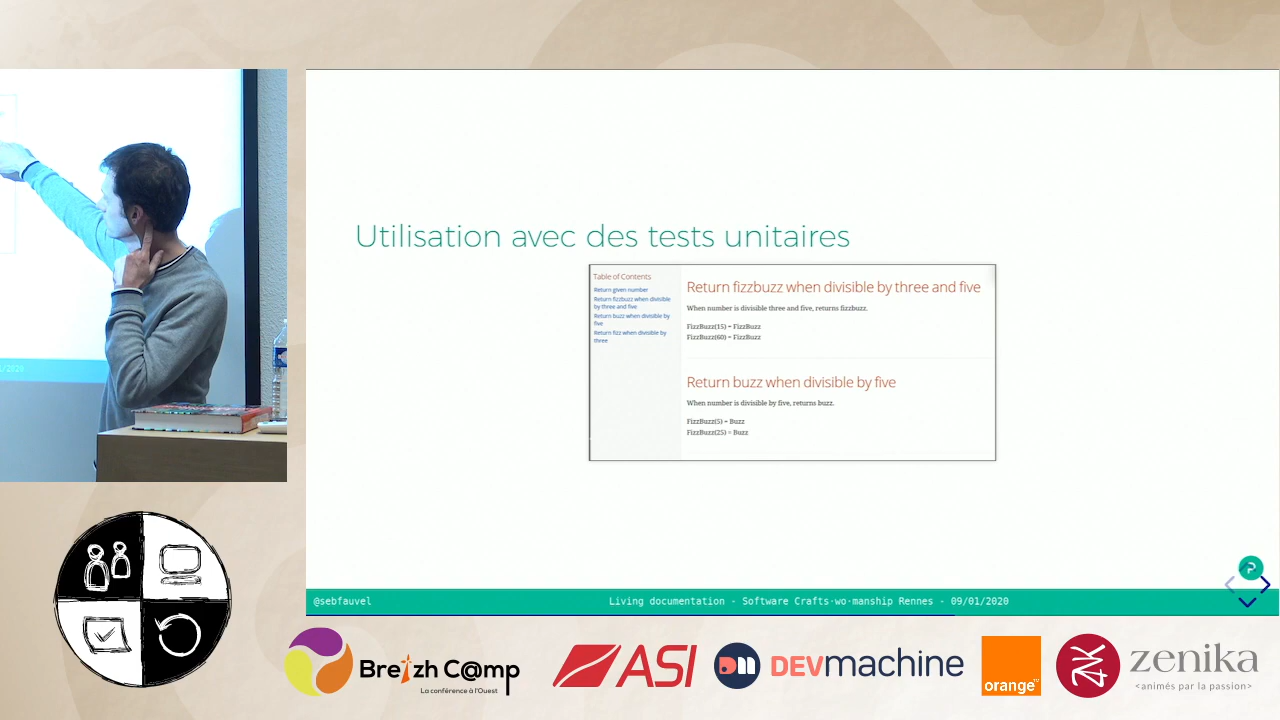 Utilisation avec des tests unitaires
Table of Contents
Return given number
Return fizzbuzz when divisible
by three and five
Return buzz when divisible by
five
Return fizz when divisible by
three
Return fizzbuzz when divisible by three and five
When number is divisible three and five, returns fizzbuzz.
FizzBuzz(15) = FizzBuzz
FizzBuzz(60) = FizzBuzz
Return buzz when divisible by five
When number is divisible by five, returns buzz.
FizzBuzz(5) = Buzz
FizzBuzz(25) = Buzz
@sebfauvel
Living documentation - Software Crafts·wo·manship Rennes - 09/01/2020
Breizh C@mp
La conférence à l'Ouest
ASI
DEVmachine
orange
zenika
<animés par la passion>